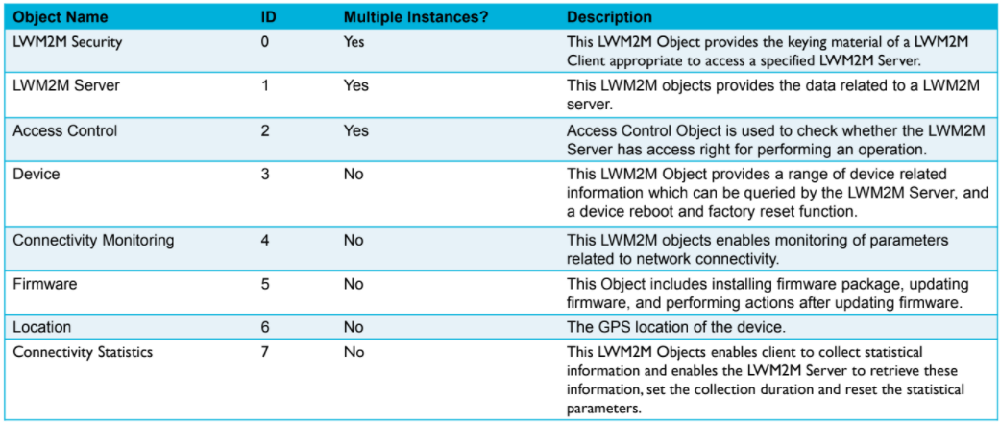 Object Name ID Multiple Instances? Description
LWM2M Security 0 Yes This LWM2M Object provides the keying material of a LWM2M
Client appropriate to access a specified LWM2M Server.
LWM2M Server 1 Yes This LWM2M objects provides the data related to a LWM2M
server.
Access Control 2 Yes Access Control Object is used to check whether the LWM2M
Server has access right for performing an operation.
Device 3 No This LWM2M Object provides a range of device related
information which can be queried by the LWM2M Server, and
a device reboot and factory reset function.
Connectivity Monitoring 4 No This LWM2M objects enables monitoring of parameters
related to network connectivity.
Firmware 5 No This Object includes installing firmware package, updating
firmware, and performing actions after updating firmware.
Location 6 No The GPS location of the device.
Connectivity Statistics 7 No This LWM2M Objects enables client to collect statistical
information and enables the LWM2M Server to retrieve these
information, set the collection duration and reset the statistical
parameters.